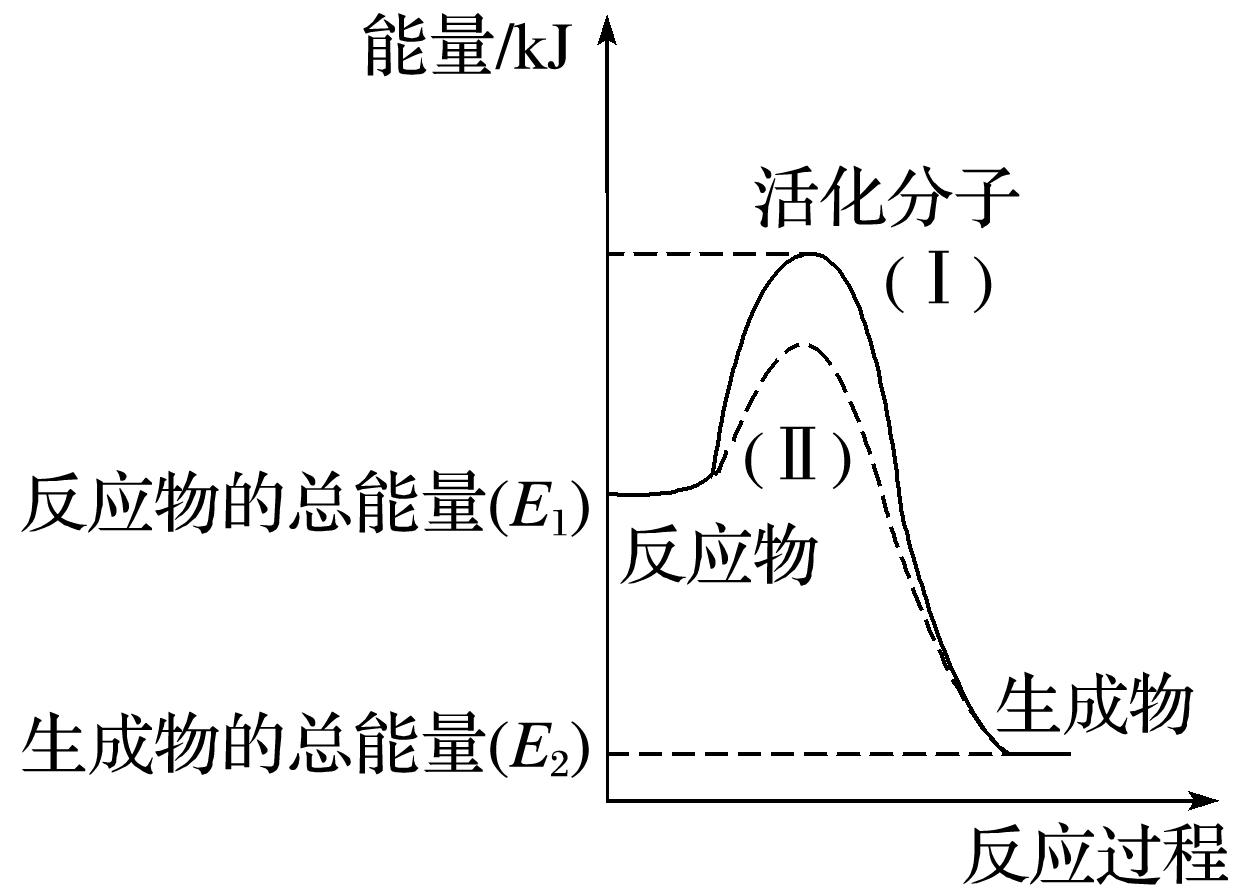 能量/kJ
活化分子
(Ⅰ)
(Ⅱ)
反应物的总能量(E₁)
反应物
生成物
生成物的总能量(E₂)
反应过程